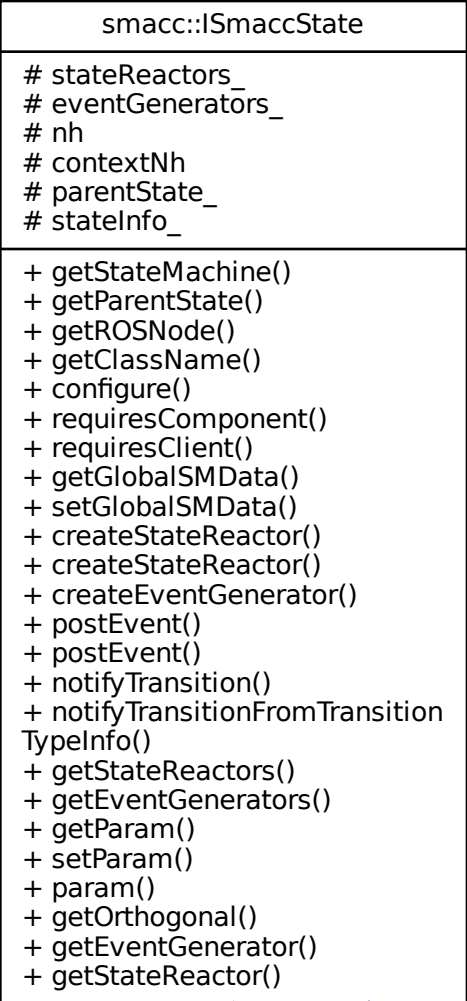 smacc::ISmaccState
# stateReactors_
# eventGenerators_
# nh
# contextNh
# parentState_
# stateInfo_
+ getStateMachine()
+ getParentState()
+ getROSNode()
+ getClassName()
+ configure()
+ requiresComponent()
+ requiresClient()
+ getGlobalSMData()
+ setGlobalSMData()
+ createStateReactor()
+ createStateReactor()
+ createEventGenerator()
+ postEvent()
+ postEvent()
+ notifyTransition()
+ notifyTransitionFromTransition
TypeInfo()
+ getStateReactors()
+ getEventGenerators()
+ getParam()
+ setParam()
+ param()
+ getOrthogonal()
+ getEventGenerator()
+ getStateReactor()